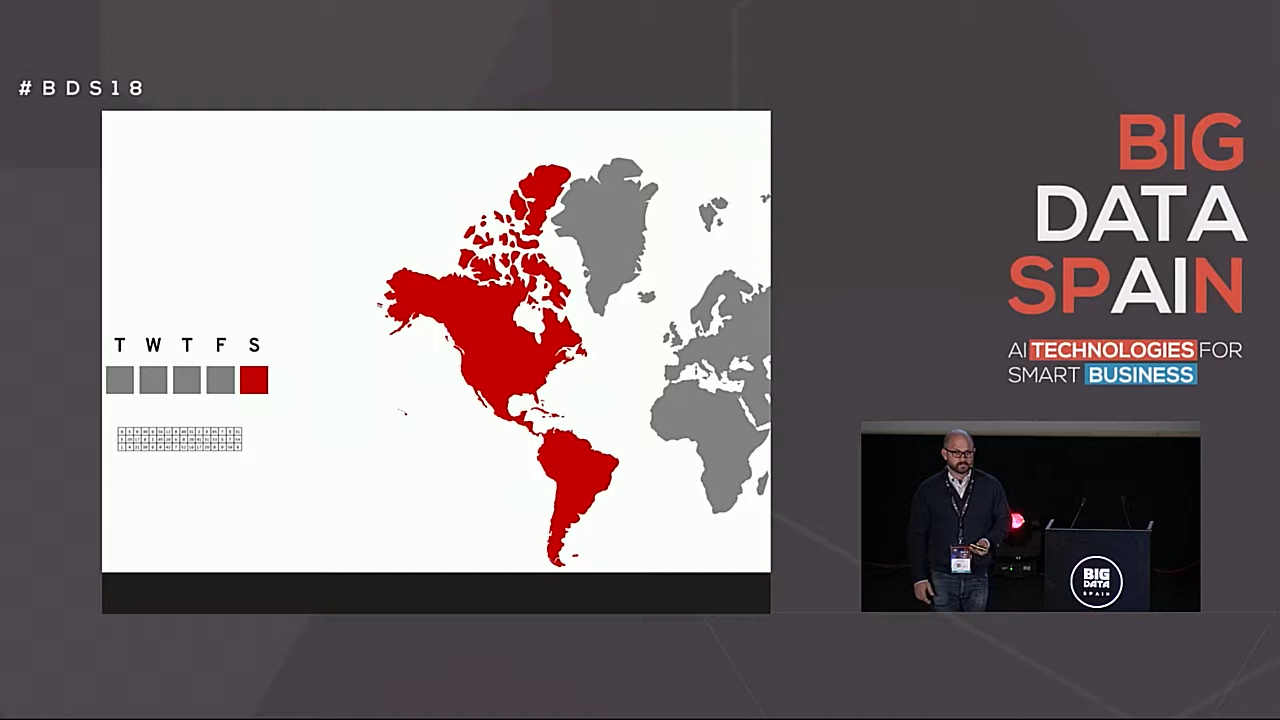 #BDS18
BIG
DATA
SPAIN
AI TECHNOLOGIES FOR
SMART BUSINESS
T W T F S
BIG
DATA
SPAIN